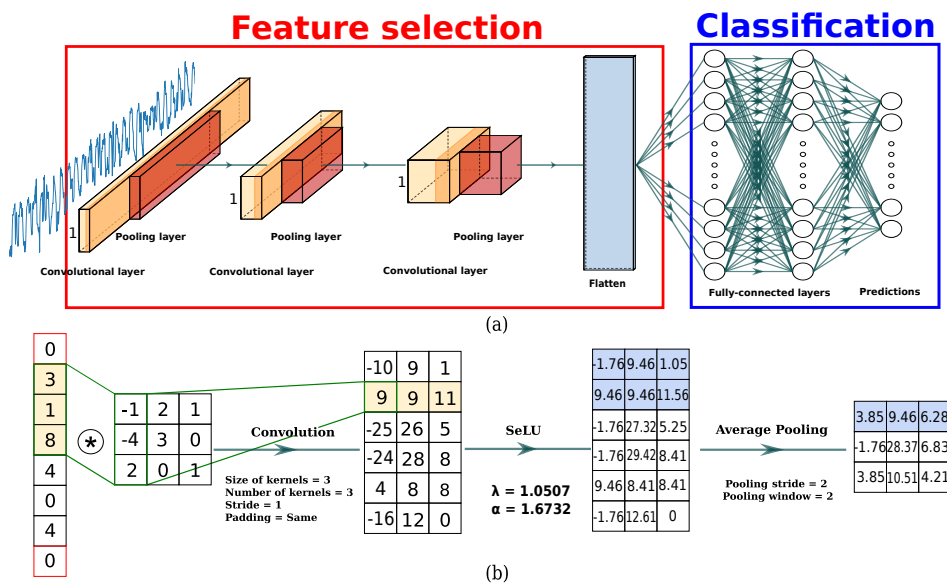 Feature selection
Classification
1
1
1
Pooling layer
Pooling layer
Pooling layer
Convolutional layer
Convolutional layer
Convolutional layer
Flatten
Fully-connected layers
Predictions
(a)
0
3
1
8
4
0
4
0
*
-1 2 1
-4 3 0
2 0 1
Convolution
Size of kernels = 3
Number of kernels = 3
Stride = 1
Padding = Same
-10 9 1
9 9 11
-25 26 5
-24 28 8
4 8 8
-16 12 0
SeLU
λ = 1.0507
α = 1.6732
-1.76 9.46 1.05
9.46 9.46 11.56
-1.76 27.32 5.25
-1.76 29.42 8.41
9.46 8.41 8.41
-1.76 12.61 0
Average Pooling
Pooling stride = 2
Pooling window = 2
3.85 9.46 6.28
-1.76 28.37 6.83
3.85 10.51 4.21
(b)